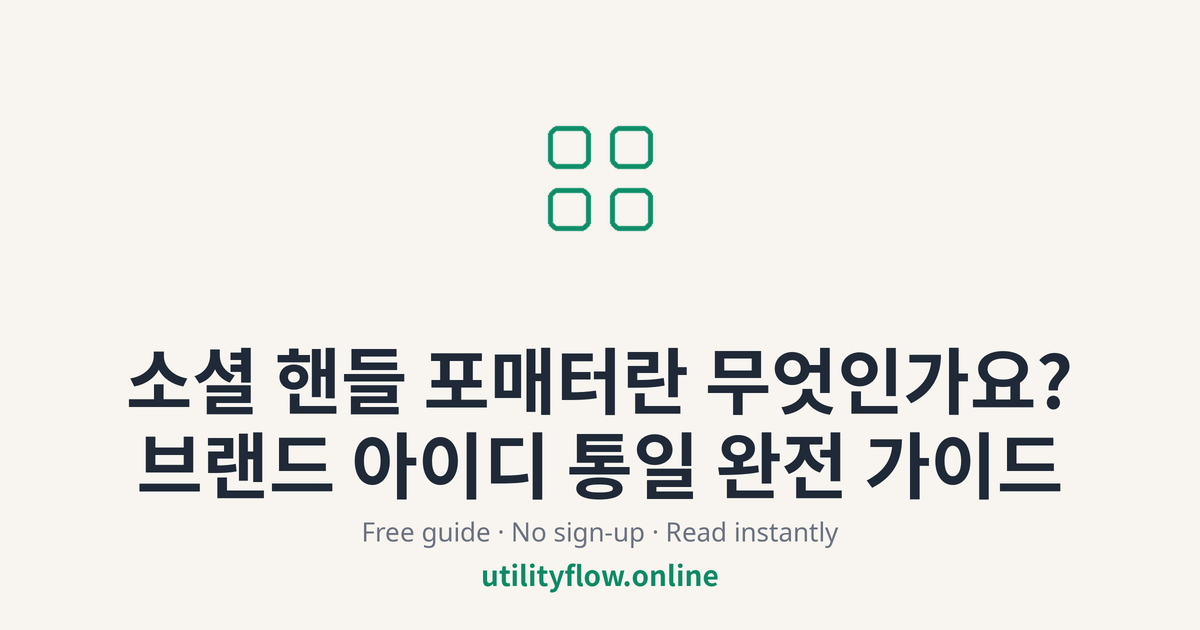 소셜 핸들 포매터란 무엇인가요?
브랜드 아이디 통일 완전 가이드
Free guide · No sign-up · Read instantly
utilityflow.online